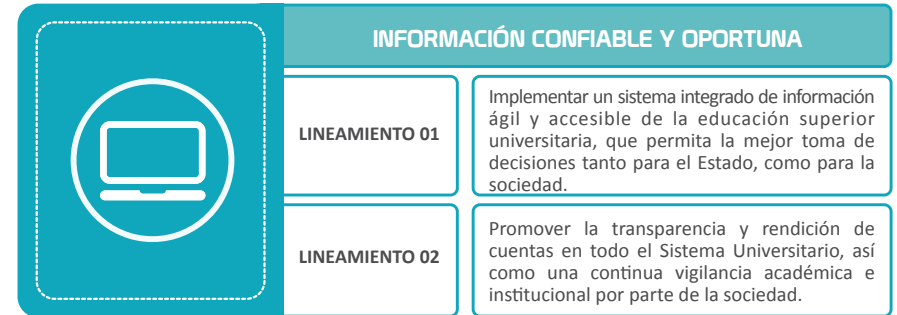 INFORMACIÓN CONFIABLE Y OPORTUNA
LINEAMIENTO 01
Implementar un sistema integrado de información
ágil y accesible de la educación superior
universitaria, que permita la mejor toma de
decisiones tanto para el Estado, como para la
sociedad.
LINEAMIENTO 02
Promover la transparencia y rendición de
cuentas en todo el Sistema Universitario, así
como una continua vigilancia académica e
institucional por parte de la sociedad.